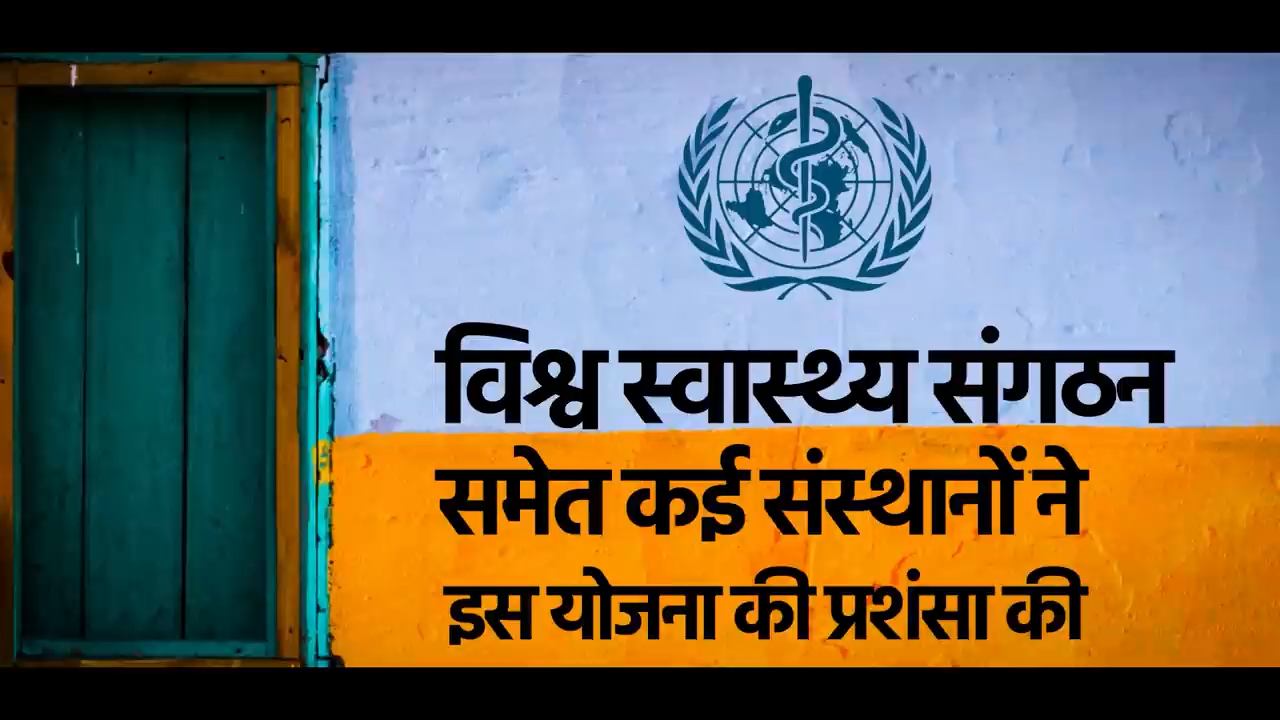 विश्व स्वास्थ्य संगठन
समेत कई संस्थानों ने
इस योजना की प्रशंसा की